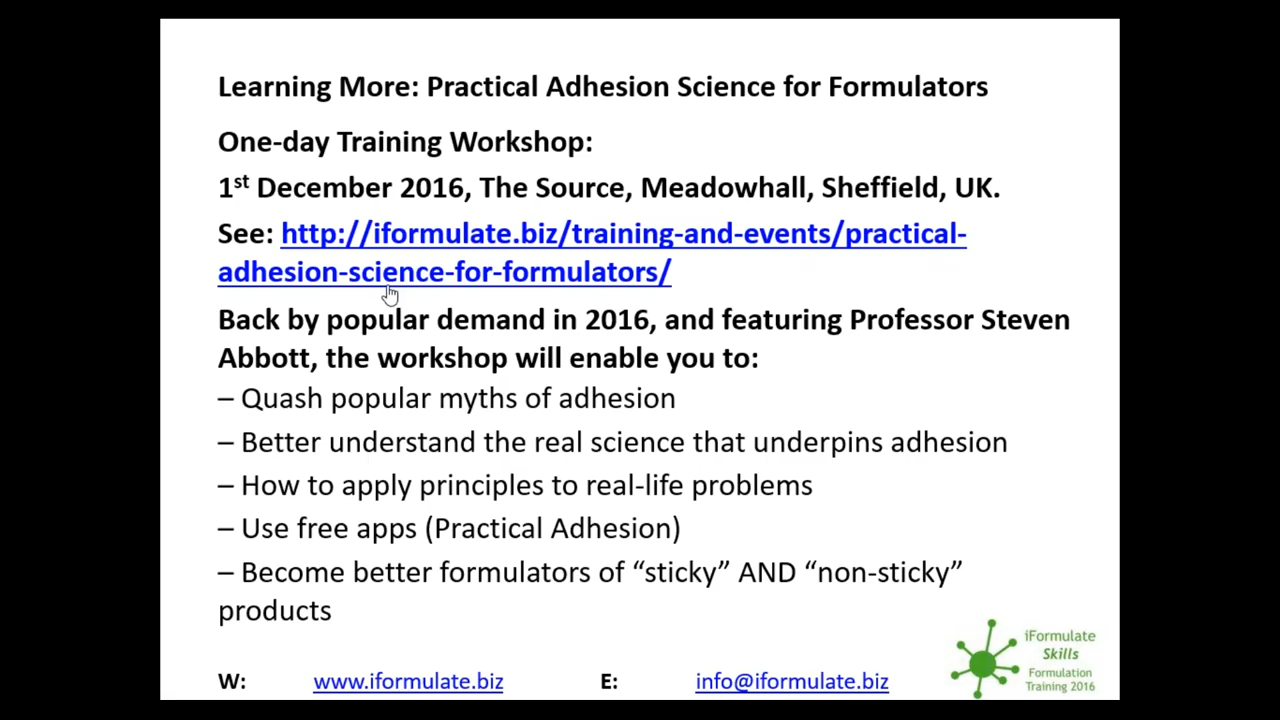 Learning More: Practical Adhesion Science for Formulators
One-day Training Workshop:
1st December 2016, The Source, Meadowhall, Sheffield, UK.
See: http://iformulate.biz/training-and-events/practical-
adhesion-science-for-formulators/
Back by popular demand in 2016, and featuring Professor Steven
Abbott, the workshop will enable you to:
– Quash popular myths of adhesion
– Better understand the real science that underpins adhesion
– How to apply principles to real-life problems
– Use free apps (Practical Adhesion)
– Become better formulators of “sticky” AND “non-sticky”
products
W: www.iformulate.biz E: info@iformulate.biz
iFormulate
Skills
Formulation
Training 2016